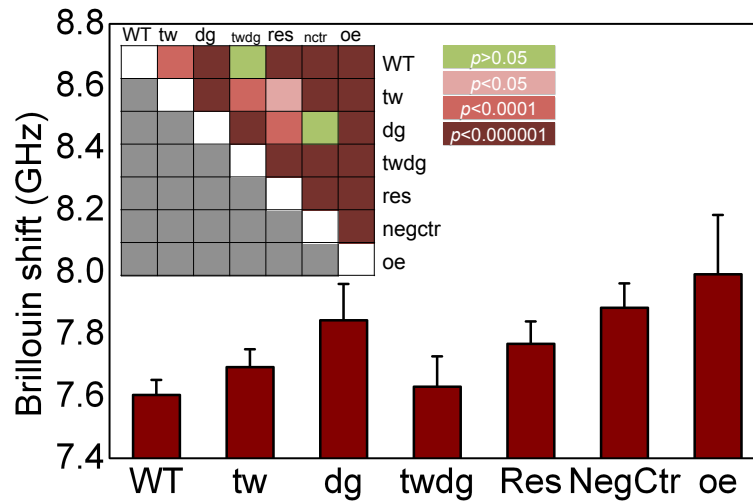 8.8
8.6
8.4
8.2
8.0
7.8
7.6
7.4
Brillouin shift (GHz)
WT tw dg twdg res nctr oe
WT
tw
dg
twdg
res
negctr
oe
p>0.05
p<0.05
p<0.0001
p<0.000001
WT tw dg twdg Res NegCtr oe